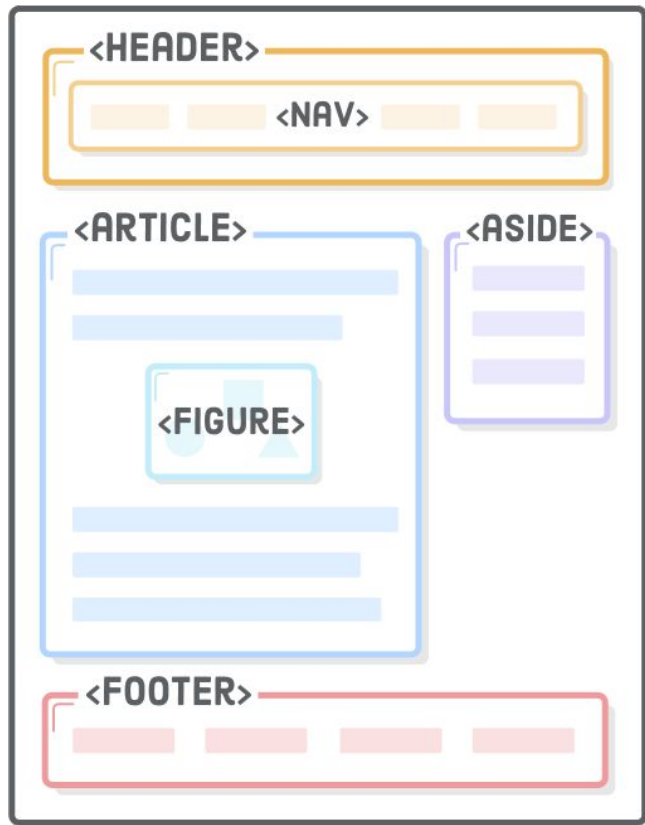 <HEADER>
<NAV>
<ARTICLE>
<ASIDE>
<FIGURE>
<FOOTER>